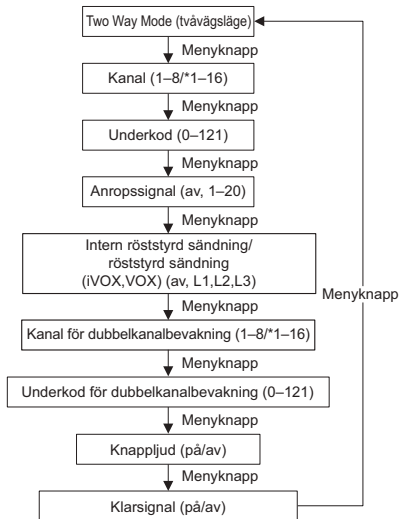 Two Way Mode (tvåvägsläge)
Menyknapp
Kanal (1–8/*1–16)
Menyknapp
Underkod (0–121)
Menyknapp
Anropssignal (av, 1–20)
Menyknapp
Intern röststyrd sändning/
röststyrd sändning
(iVOX,VOX) (av, L1,L2,L3)
Menyknapp
Menyknapp
Kanal för dubbelkanalbevakning (1–8/*1–16)
Menyknapp
Underkod för dubbelkanalbevakning (0–121)
Menyknapp
Knappljud (på/av)
Menyknapp
Klarsignal (på/av)